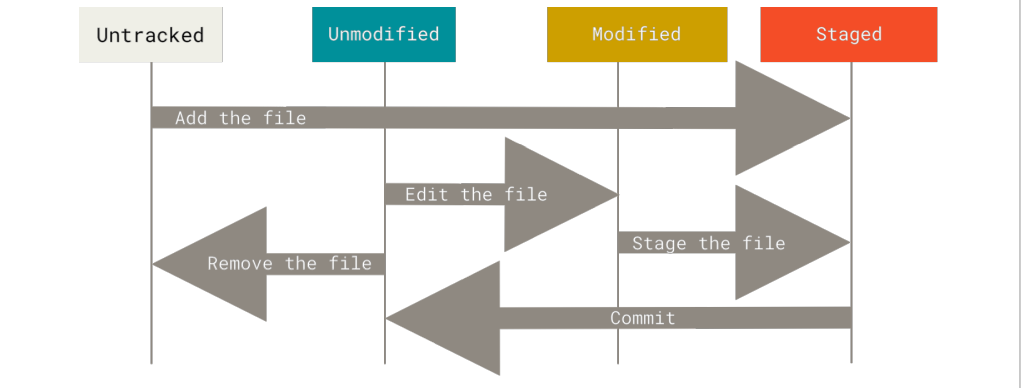 Untracked
Unmodified
Modified
Staged
Add the file
Edit the file
Stage the file
Remove the file
Commit